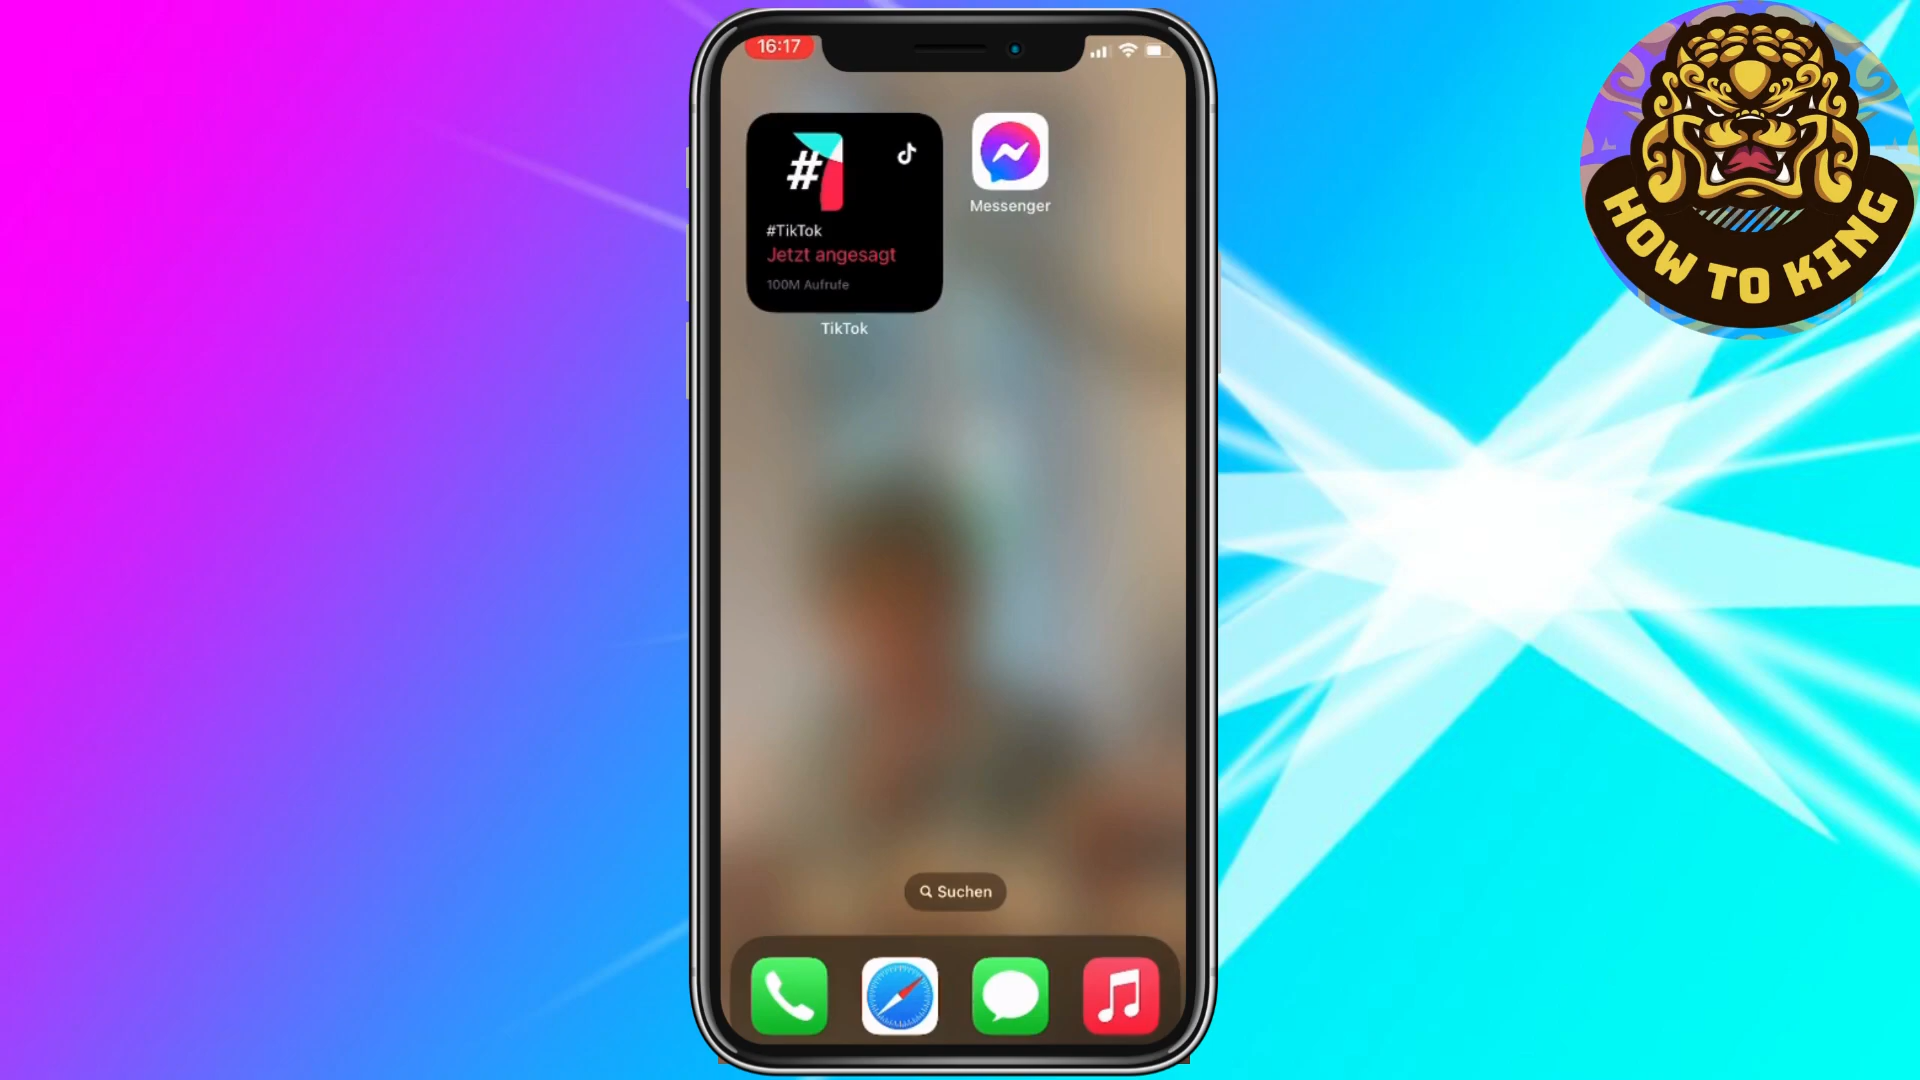 16:17
#
#TikTok
Jetzt angesagt
100M Aufrufe
TikTok
Messenger
Suchen
HOW TO KING